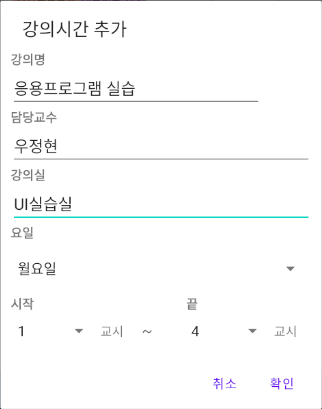 강의시간 추가
강의명
응용프로그램 실습
담당교수
우정현
강의실
UI실습실
요일
월요일
시작 끝
1 교시 ~ 4 교시
취소 확인